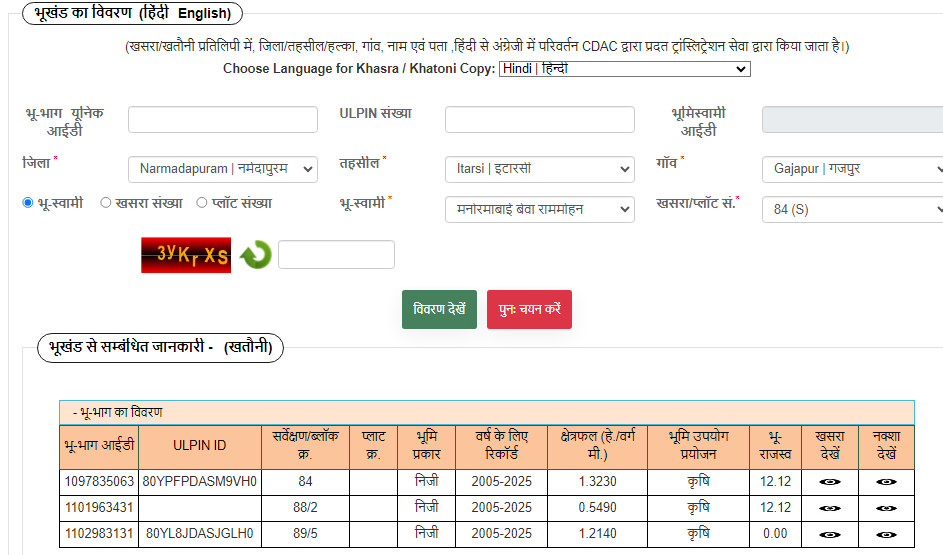 भूखंड का विवरण (हिंदी English)
(खसरा/खतौनी प्रतिलिपी में, जिला/तहसील/हल्का, गांव, नाम एवं पता ,हिंदी से अंग्रेजी में परिवर्तन CDAC द्वारा प्रदत ट्रांस्लिट्रेशन सेवा द्वारा किया जाता है।)
Choose Language for Khasra / Khatoni Copy: Hindi | हिन्दी
भू-भाग यूनिक आईडी ULPIN संख्या भूमिस्वामी आईडी
जिला * Narmadapuram | नर्मदापुरम तहसील * Itarsi | इटारसी गाँव * Gajapur | गजपुर
भू-स्वामी खसरा संख्या प्लॉट संख्या भू-स्वामी * मनोरमाबाई बेवा राममोहन खसरा/प्लॉट सं.* 84 (S)
3yKrXS
विवरण देखें पुनः चयन करें
भूखंड से सम्बंधित जानकारी - (खतौनी)
- भू-भाग का विवरण
भू-भाग आईडी ULPIN ID सर्वेक्षण/ब्लॉक क्र. प्लाट क्र. भूमि प्रकार वर्ष के लिए रिकॉर्ड क्षेत्रफल (हे./वर्ग मी.) भूमि उपयोग प्रयोजन भू-राजस्व खसरा देखें नक्शा देखें
1097835063 80YPFPDASM9VH0 84 निजी 2005-2025 1.3230 कृषि 12.12
1101963431 88/2 निजी 2005-2025 0.5490 कृषि 12.12
1102983131 80YL8JDASJGLH0 89/5 निजी 2005-2025 1.2140 कृषि 0.00